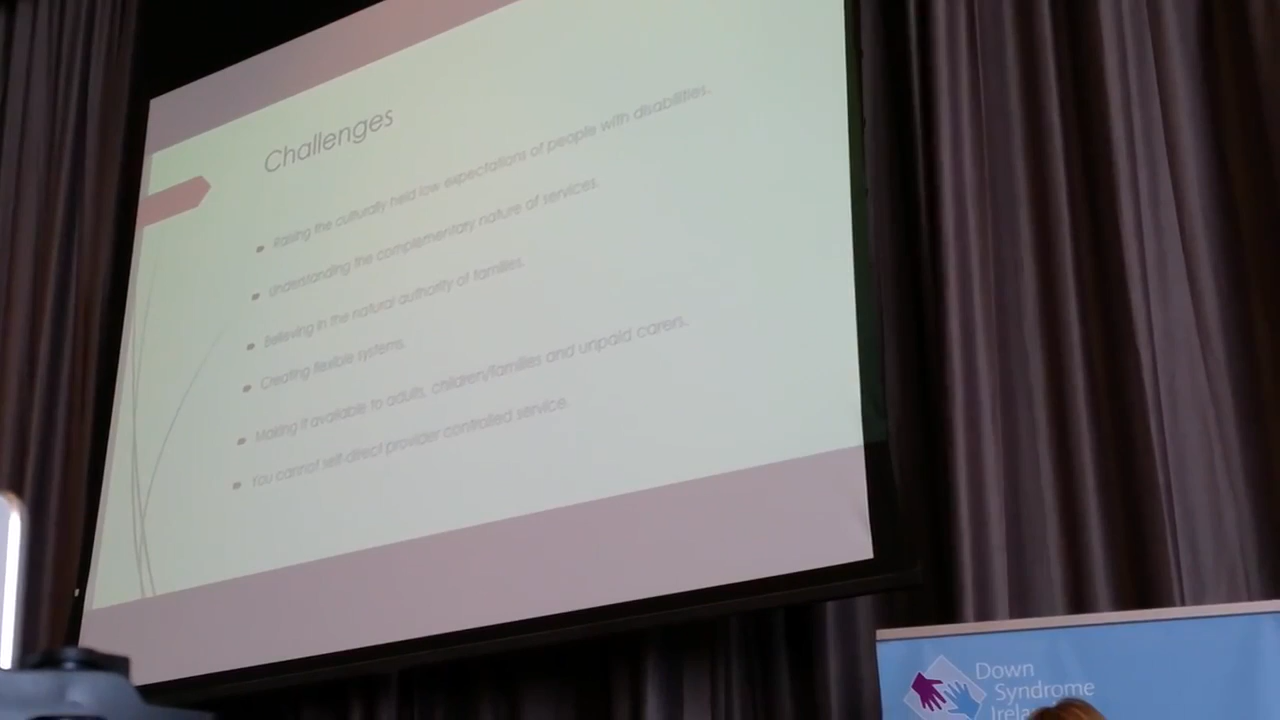 Challenges
Raising the culturally held low expectations of people with disabilities.
Understanding the complementary nature of services.
Believing in the natural authority of families.
Creating flexible systems.
Making it available to adults, children/families and unpaid carers.
You cannot self-direct provider controlled service.
Down
Syndrome